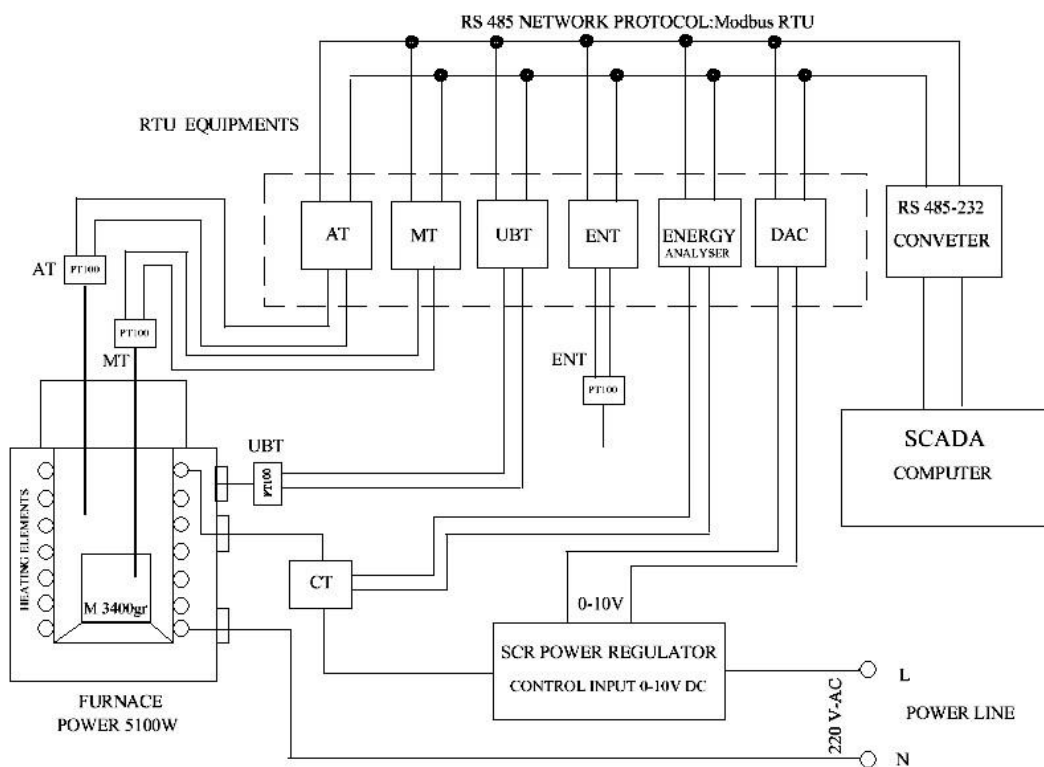 RS 485 NETWORK PROTOCOL:Modbus RTU
RTU EQUIPMENTS
AT
MT
UBT
ENT
ENERGY
ANALYSER
DAC
RS 485-232
CONVETER
AT
PT100
PT100
MT
ENT
PT100
UBT
PT100
SCADA
COMPUTER
HEATING ELEMENTS
M 3400gr
CT
0-10V
SCR POWER REGULATOR
CONTROL INPUT 0-10V DC
FURNACE
POWER 5100W
220 V-AC
L
POWER LINE
N